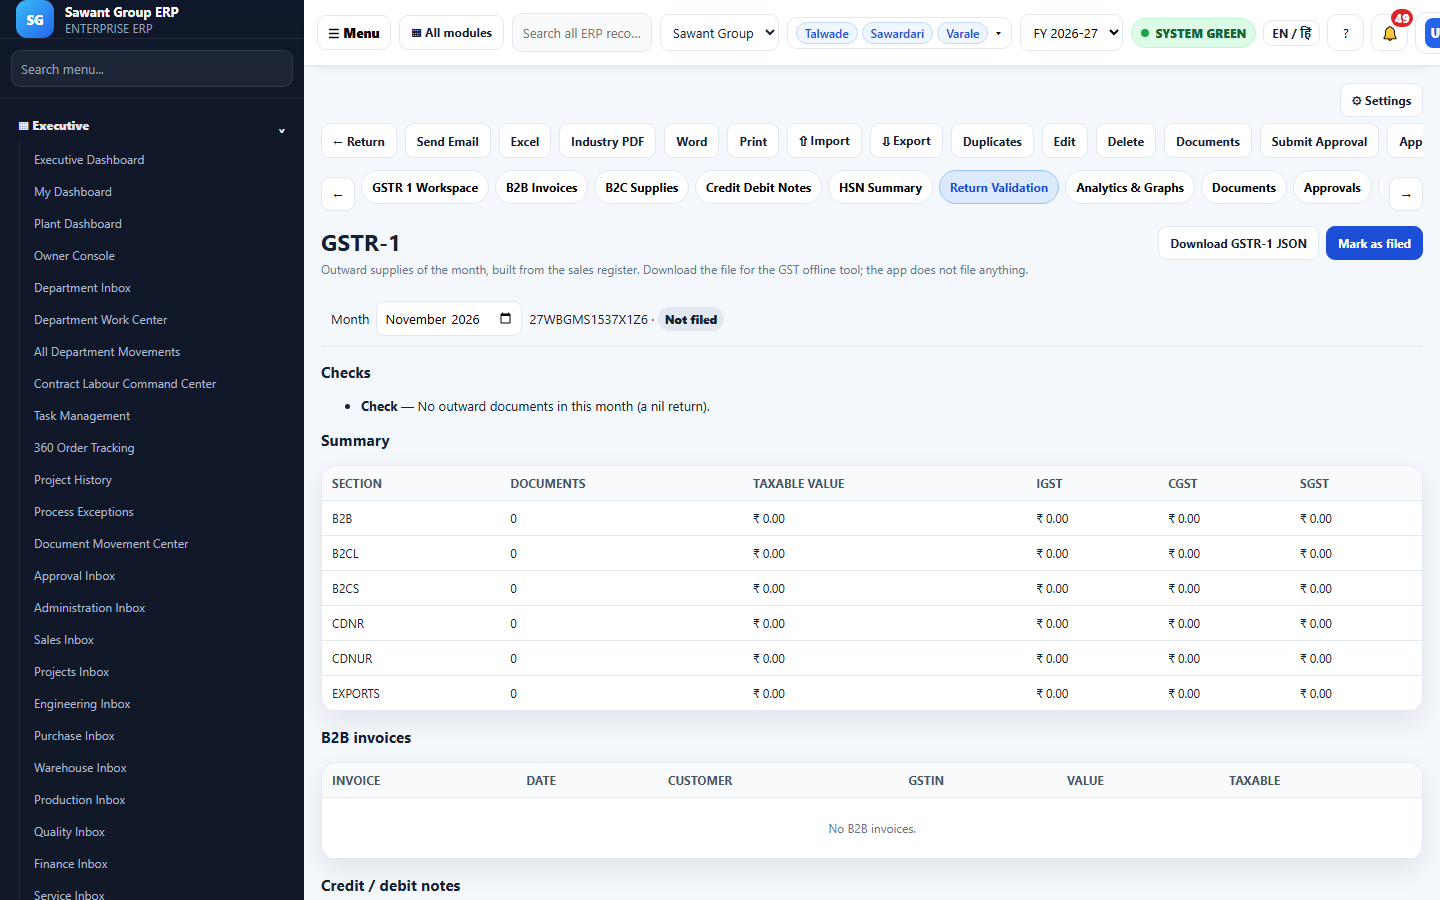 SG
Sawant Group ERP
ENTERPRISE ERP
Search menu...
Executive
Executive Dashboard
My Dashboard
Plant Dashboard
Owner Console
Department Inbox
Department Work Center
All Department Movements
Contract Labour Command Center
Task Management
360 Order Tracking
Project History
Process Exceptions
Document Movement Center
Approval Inbox
Administration Inbox
Sales Inbox
Projects Inbox
Engineering Inbox
Purchase Inbox
Warehouse Inbox
Production Inbox
Quality Inbox
Finance Inbox
Service Inbox
☰ Menu
All modules
Search all ERP reco...
Sawant Group
Talwade
Sawardari
Varale
FY 2026-27
SYSTEM GREEN
EN / हिं
?
49
U
⚙ Settings
← Return
Send Email
Excel
Industry PDF
Word
Print
⇧ Import
⇩ Export
Duplicates
Edit
Delete
Documents
Submit Approval
App
←
GSTR 1 Workspace
B2B Invoices
B2C Supplies
Credit Debit Notes
HSN Summary
Return Validation
Analytics & Graphs
Documents
Approvals
→
GSTR-1
Download GSTR-1 JSON
Mark as filed
Outward supplies of the month, built from the sales register. Download the file for the GST offline tool; the app does not file anything.
Month November 2026 27WBGMS1537X1Z6 · Not filed
Checks
• Check — No outward documents in this month (a nil return).
Summary
SECTION DOCUMENTS TAXABLE VALUE IGST CGST SGST
B2B 0 ₹ 0.00 ₹ 0.00 ₹ 0.00 ₹ 0.00
B2CL 0 ₹ 0.00 ₹ 0.00 ₹ 0.00 ₹ 0.00
B2CS 0 ₹ 0.00 ₹ 0.00 ₹ 0.00 ₹ 0.00
CDNR 0 ₹ 0.00 ₹ 0.00 ₹ 0.00 ₹ 0.00
CDNUR 0 ₹ 0.00 ₹ 0.00 ₹ 0.00 ₹ 0.00
EXPORTS 0 ₹ 0.00 ₹ 0.00 ₹ 0.00 ₹ 0.00
B2B invoices
INVOICE DATE CUSTOMER GSTIN VALUE TAXABLE
No B2B invoices.
Credit / debit notes